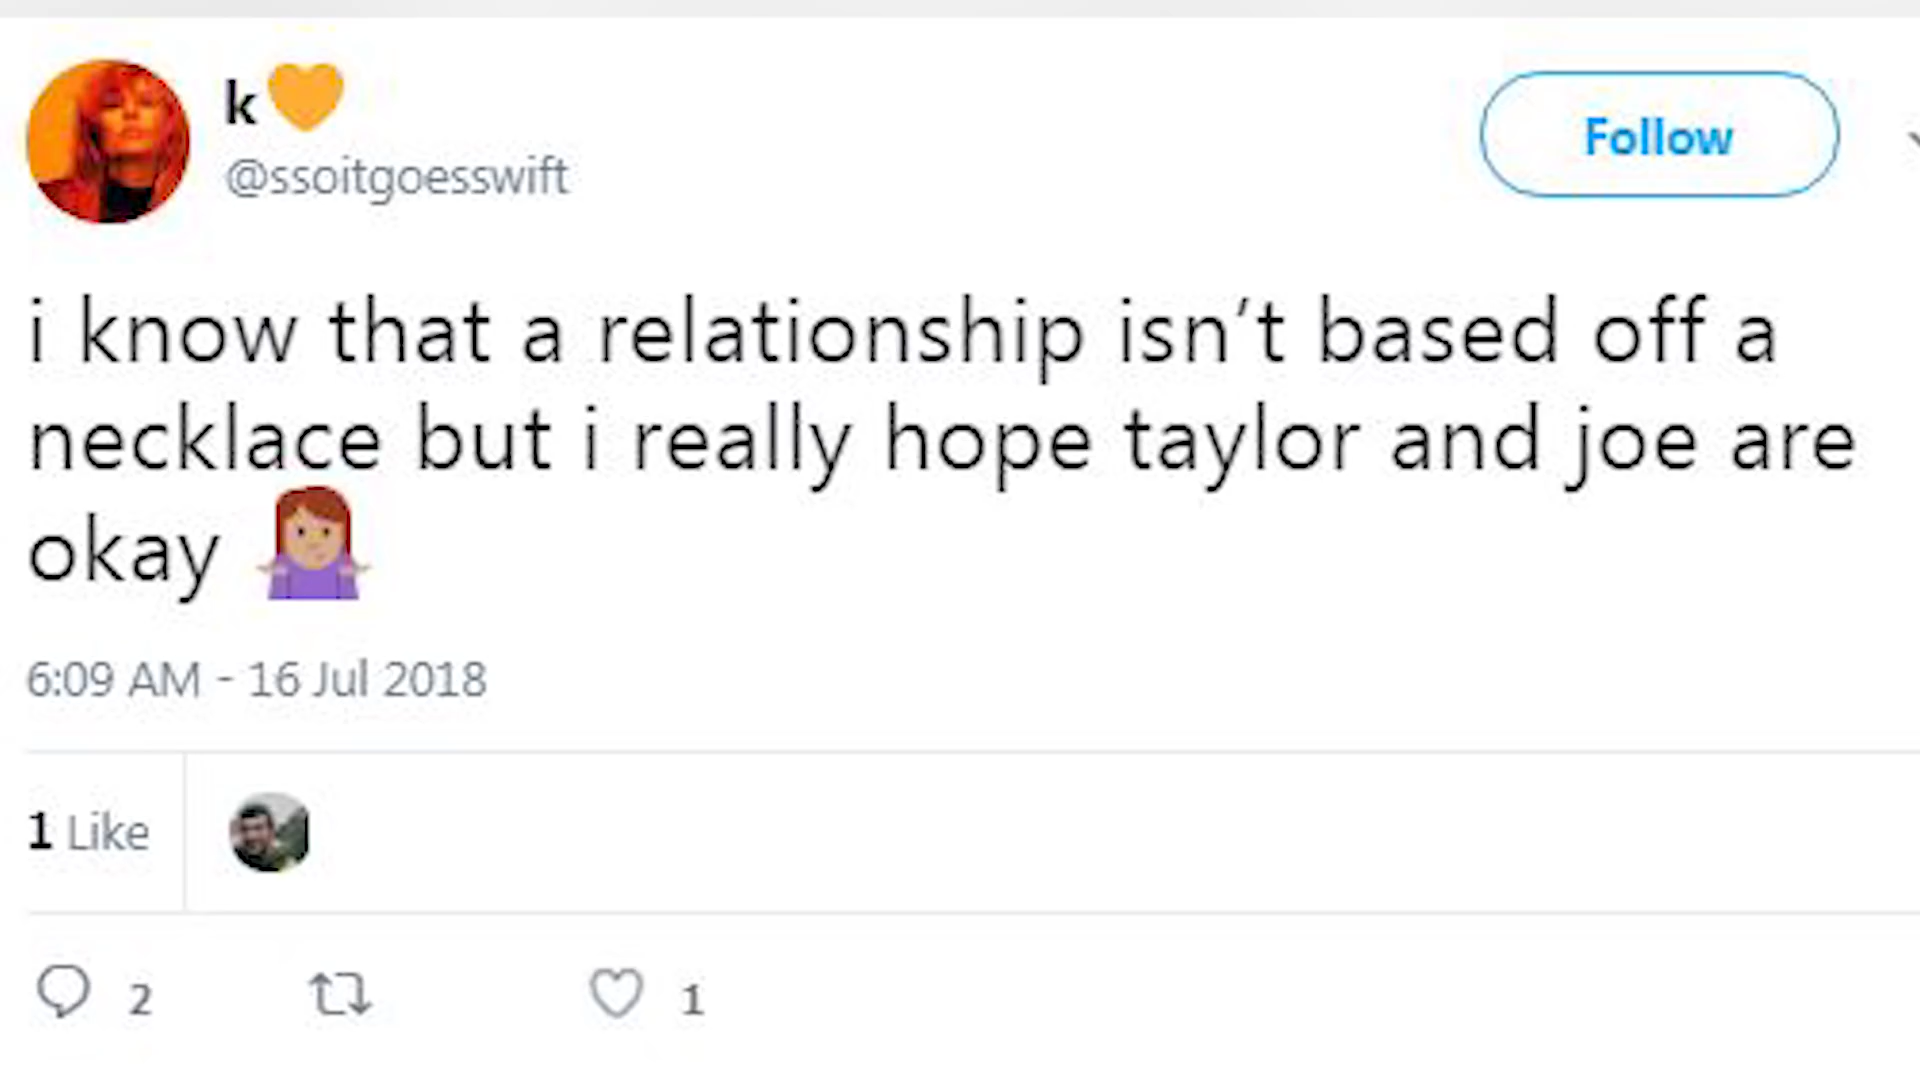 k🧡
@ssoitgoesswift
Follow
i know that a relationship isn’t based off a
necklace but i really hope taylor and joe are
okay 🤷🏽‍♀️
6:09 AM - 16 Jul 2018
1 Like
2
1